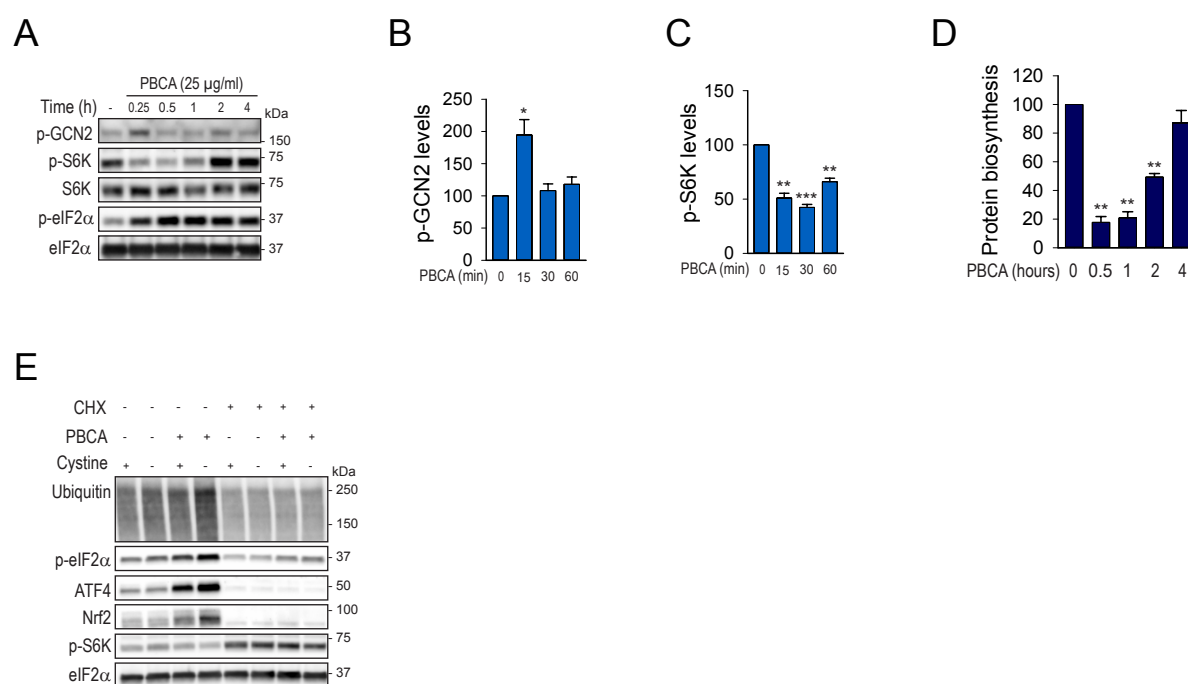 A
PBCA (25 µg/ml)
Time (h) - 0.25 0.5 1 2 4 kDa
p-GCN2 150
p-S6K 75
S6K 75
p-eIF2α 37
eIF2α 37
B
p-GCN2 levels
250
200
150
100
50
0
*
PBCA (min) 0 15 30 60
C
p-S6K levels
150
100
50
0
** *** **
PBCA (min) 0 15 30 60
D
Protein biosynthesis
120
100
80
60
40
20
0
** ** **
PBCA (hours) 0 0.5 1 2 4
E
CHX - - - - + + + +
PBCA - - + + - - + +
Cystine + - + - + - + -
kDa
Ubiquitin 250
150
p-eIF2α 37
ATF4 50
Nrf2 100
p-S6K 75
eIF2α 37